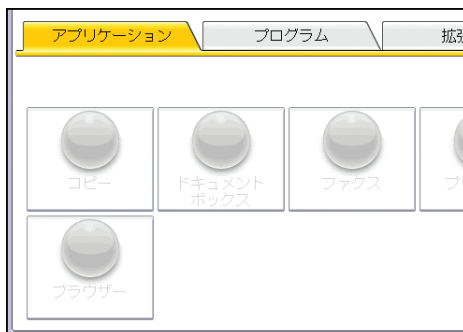 アプリケーション
プログラム
コピー
ドキュメント
ボックス
ファクス
ブラウザー